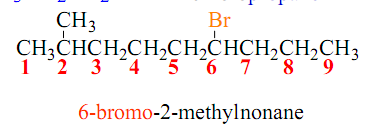 CH3 Br
CH3CHCH2CH2CH2CHCH2CH2CH3
1 2 3 4 5 6 7 8 9
6-bromo-2-methylnonane